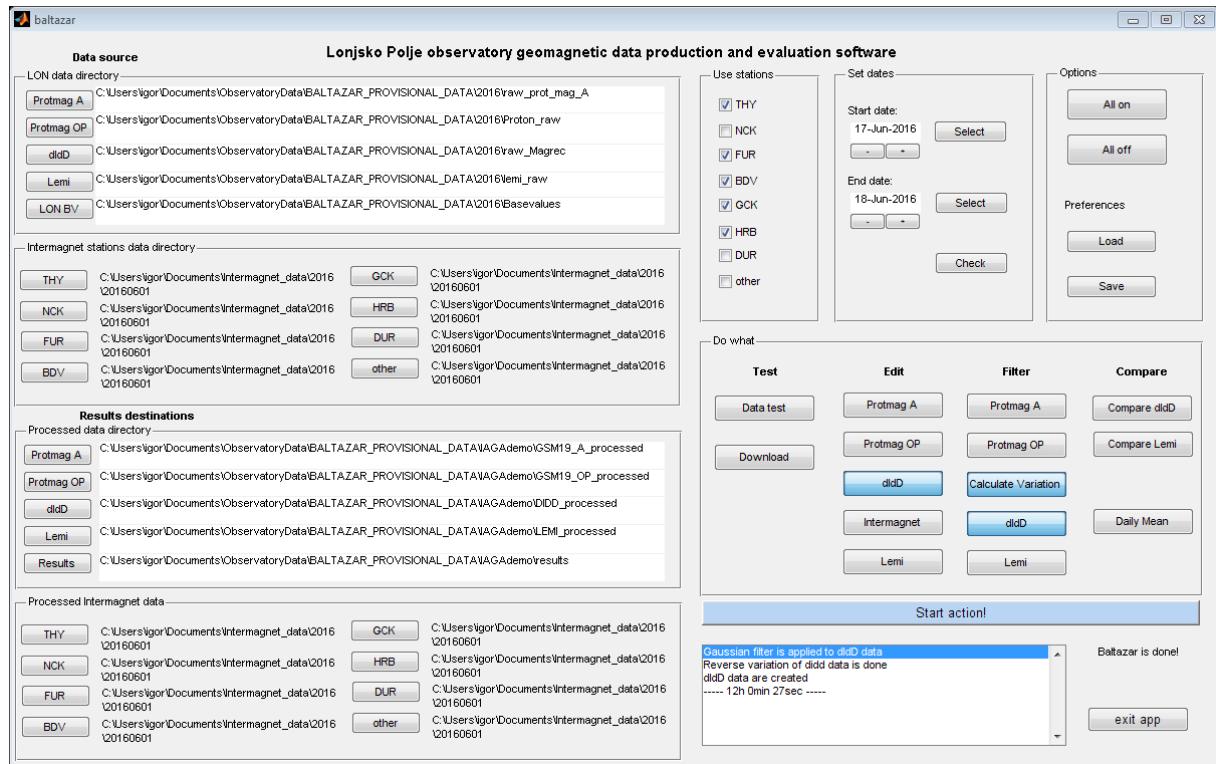 baltazar
Lonjsko Polje observatory geomagnetic data production and evaluation software
Data source
LON data directory
Protmag A C:\Users\igor\Documents\ObservatoryData\BALTAZAR_PROVISIONAL_DATA\2016\raw_prot_mag_A
Protmag OP C:\Users\igor\Documents\ObservatoryData\BALTAZAR_PROVISIONAL_DATA\2016\Proton_raw
dIdD C:\Users\igor\Documents\ObservatoryData\BALTAZAR_PROVISIONAL_DATA\2016\raw_Magrec
Lemi C:\Users\igor\Documents\ObservatoryData\BALTAZAR_PROVISIONAL_DATA\2016\lemi_raw
LON BV C:\Users\igor\Documents\ObservatoryData\BALTAZAR_PROVISIONAL_DATA\2016\Basevalues
Intermagnet stations data directory
THY C:\Users\igor\Documents\Intermagnet_data\2016
\20160601
NCK C:\Users\igor\Documents\Intermagnet_data\2016
\20160601
FUR C:\Users\igor\Documents\Intermagnet_data\2016
\20160601
BDV C:\Users\igor\Documents\Intermagnet_data\2016
\20160601
GCK C:\Users\igor\Documents\Intermagnet_data\2016
\20160601
HRB C:\Users\igor\Documents\Intermagnet_data\2016
\20160601
DUR C:\Users\igor\Documents\Intermagnet_data\2016
\20160601
other C:\Users\igor\Documents\Intermagnet_data\2016
\20160601
Results destinations
Processed data directory
Protmag A C:\Users\igor\Documents\ObservatoryData\BALTAZAR_PROVISIONAL_DATA\IAGAdemo\GSM19_A_processed
Protmag OP C:\Users\igor\Documents\ObservatoryData\BALTAZAR_PROVISIONAL_DATA\IAGAdemo\GSM19_OP_processed
dIdD C:\Users\igor\Documents\ObservatoryData\BALTAZAR_PROVISIONAL_DATA\IAGAdemo\DIDD_processed
Lemi C:\Users\igor\Documents\ObservatoryData\BALTAZAR_PROVISIONAL_DATA\IAGAdemo\LEMI_processed
Results C:\Users\igor\Documents\ObservatoryData\BALTAZAR_PROVISIONAL_DATA\IAGAdemo\results
Processed Intermagnet data
THY C:\Users\igor\Documents\Intermagnet_data\2016
\20160601
NCK C:\Users\igor\Documents\Intermagnet_data\2016
\20160601
FUR C:\Users\igor\Documents\Intermagnet_data\2016
\20160601
BDV C:\Users\igor\Documents\Intermagnet_data\2016
\20160601
GCK C:\Users\igor\Documents\Intermagnet_data\2016
\20160601
HRB C:\Users\igor\Documents\Intermagnet_data\2016
\20160601
DUR C:\Users\igor\Documents\Intermagnet_data\2016
\20160601
other C:\Users\igor\Documents\Intermagnet_data\2016
\20160601
Use stations
THY
NCK
FUR
BDV
GCK
HRB
DUR
other
Set dates
Start date:
17-Jun-2016 Select
- +
End date:
18-Jun-2016 Select
- +
Check
Options
All on
All off
Preferences
Load
Save
Do what
Test
Data test
Download
Edit
Protmag A
Protmag OP
dIdD
Intermagnet
Lemi
Filter
Protmag A
Protmag OP
Calculate Variation
dIdD
Lemi
Compare
Compare dIdD
Compare Lemi
Daily Mean
Start action!
Gaussian filter is applied to dIdD data
Reverse variation of didd data is done
dIdD data are created
----- 12h 0min 27sec -----
Baltazar is done!
exit app